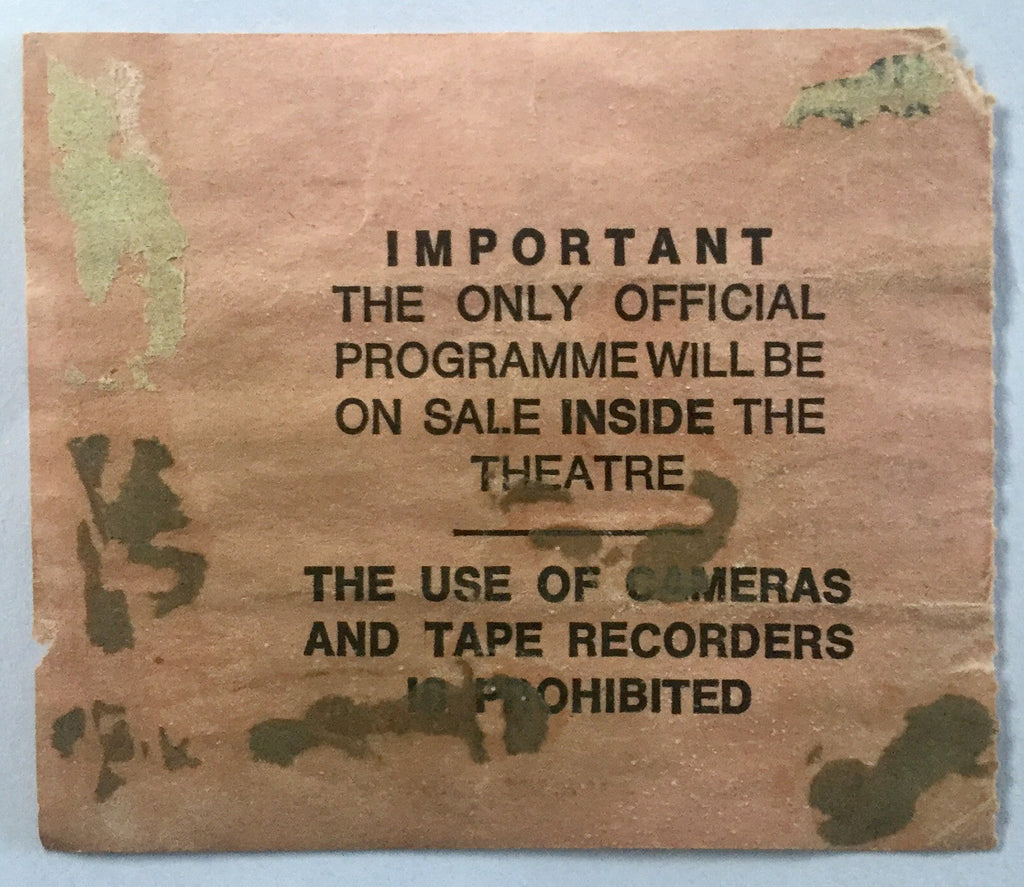 IMPORTANT
THE ONLY OFFICIAL
PROGRAMME WILL BE
ON SALE INSIDE THE
THEATRE
THE USE OF CAMERAS
AND TAPE RECORDERS
IS PROHIBITED